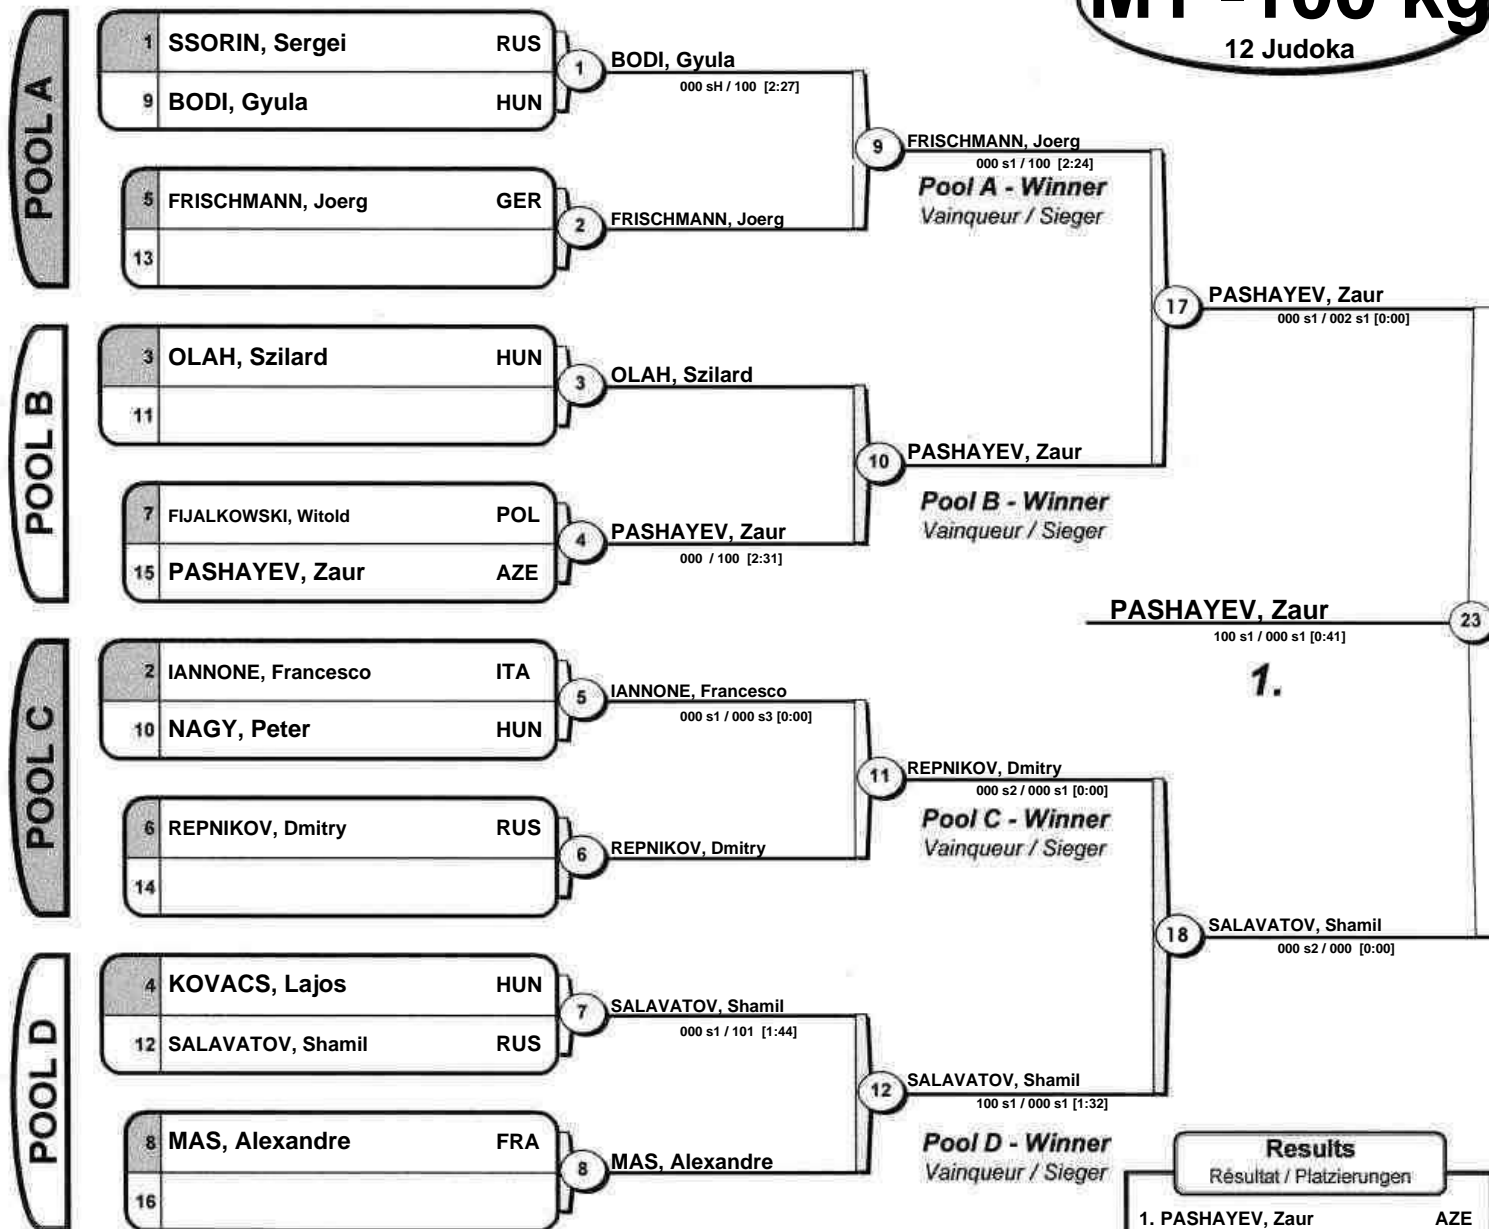 M1 -100 kg
12 Judoka
POOL A
1 SSORIN, Sergei RUS
9 BODI, Gyula HUN
5 FRISCHMANN, Joerg GER
13
1 BODI, Gyula
000 sH / 100 [2:27]
2 FRISCHMANN, Joerg
9 FRISCHMANN, Joerg
000 s1 / 100 [2:24]
Pool A - Winner
Vainqueur / Sieger
POOL B
3 OLAH, Szilard HUN
11
7 FIJALKOWSKI, Witold POL
15 PASHAYEV, Zaur AZE
3 OLAH, Szilard
4 PASHAYEV, Zaur
000 / 100 [2:31]
10 PASHAYEV, Zaur
Pool B - Winner
Vainqueur / Sieger
17 PASHAYEV, Zaur
000 s1 / 002 s1 [0:00]
PASHAYEV, Zaur 23
100 s1 / 000 s1 [0:41]
1.
POOL C
2 IANNONE, Francesco ITA
10 NAGY, Peter HUN
6 REPNIKOV, Dmitry RUS
14
5 IANNONE, Francesco
000 s1 / 000 s3 [0:00]
6 REPNIKOV, Dmitry
11 REPNIKOV, Dmitry
000 s2 / 000 s1 [0:00]
Pool C - Winner
Vainqueur / Sieger
POOL D
4 KOVACS, Lajos HUN
12 SALAVATOV, Shamil RUS
8 MAS, Alexandre FRA
16
7 SALAVATOV, Shamil
000 s1 / 101 [1:44]
8 MAS, Alexandre
12 SALAVATOV, Shamil
100 s1 / 000 s1 [1:32]
Pool D - Winner
Vainqueur / Sieger
18 SALAVATOV, Shamil
000 s2 / 000 [0:00]
Results
Résultat / Platzierungen
1. PASHAYEV, Zaur AZE